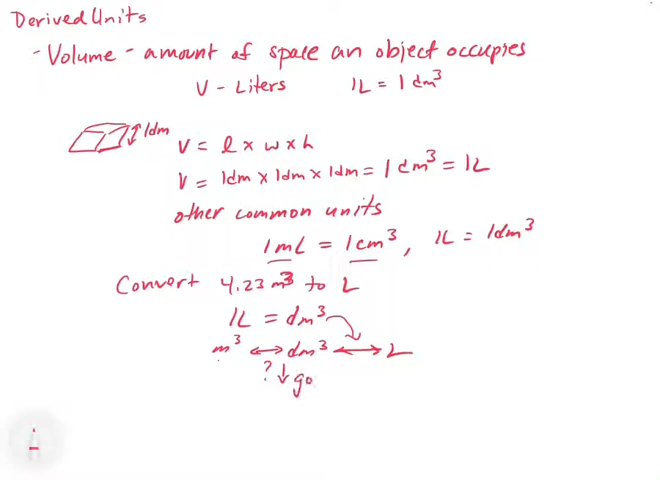 Derived Units
- Volume - amount of space an object occupies
V - Liters 1L = 1 dm³
1dm
V = l x w x h
V = 1dm x 1dm x 1dm = 1 dm³ = 1L
other common units
1mL = 1cm³, 1L = 1dm³
Convert 4.23 m³ to L
1L = dm³
m³ ↔ dm³ ↔ L
? ↓ go